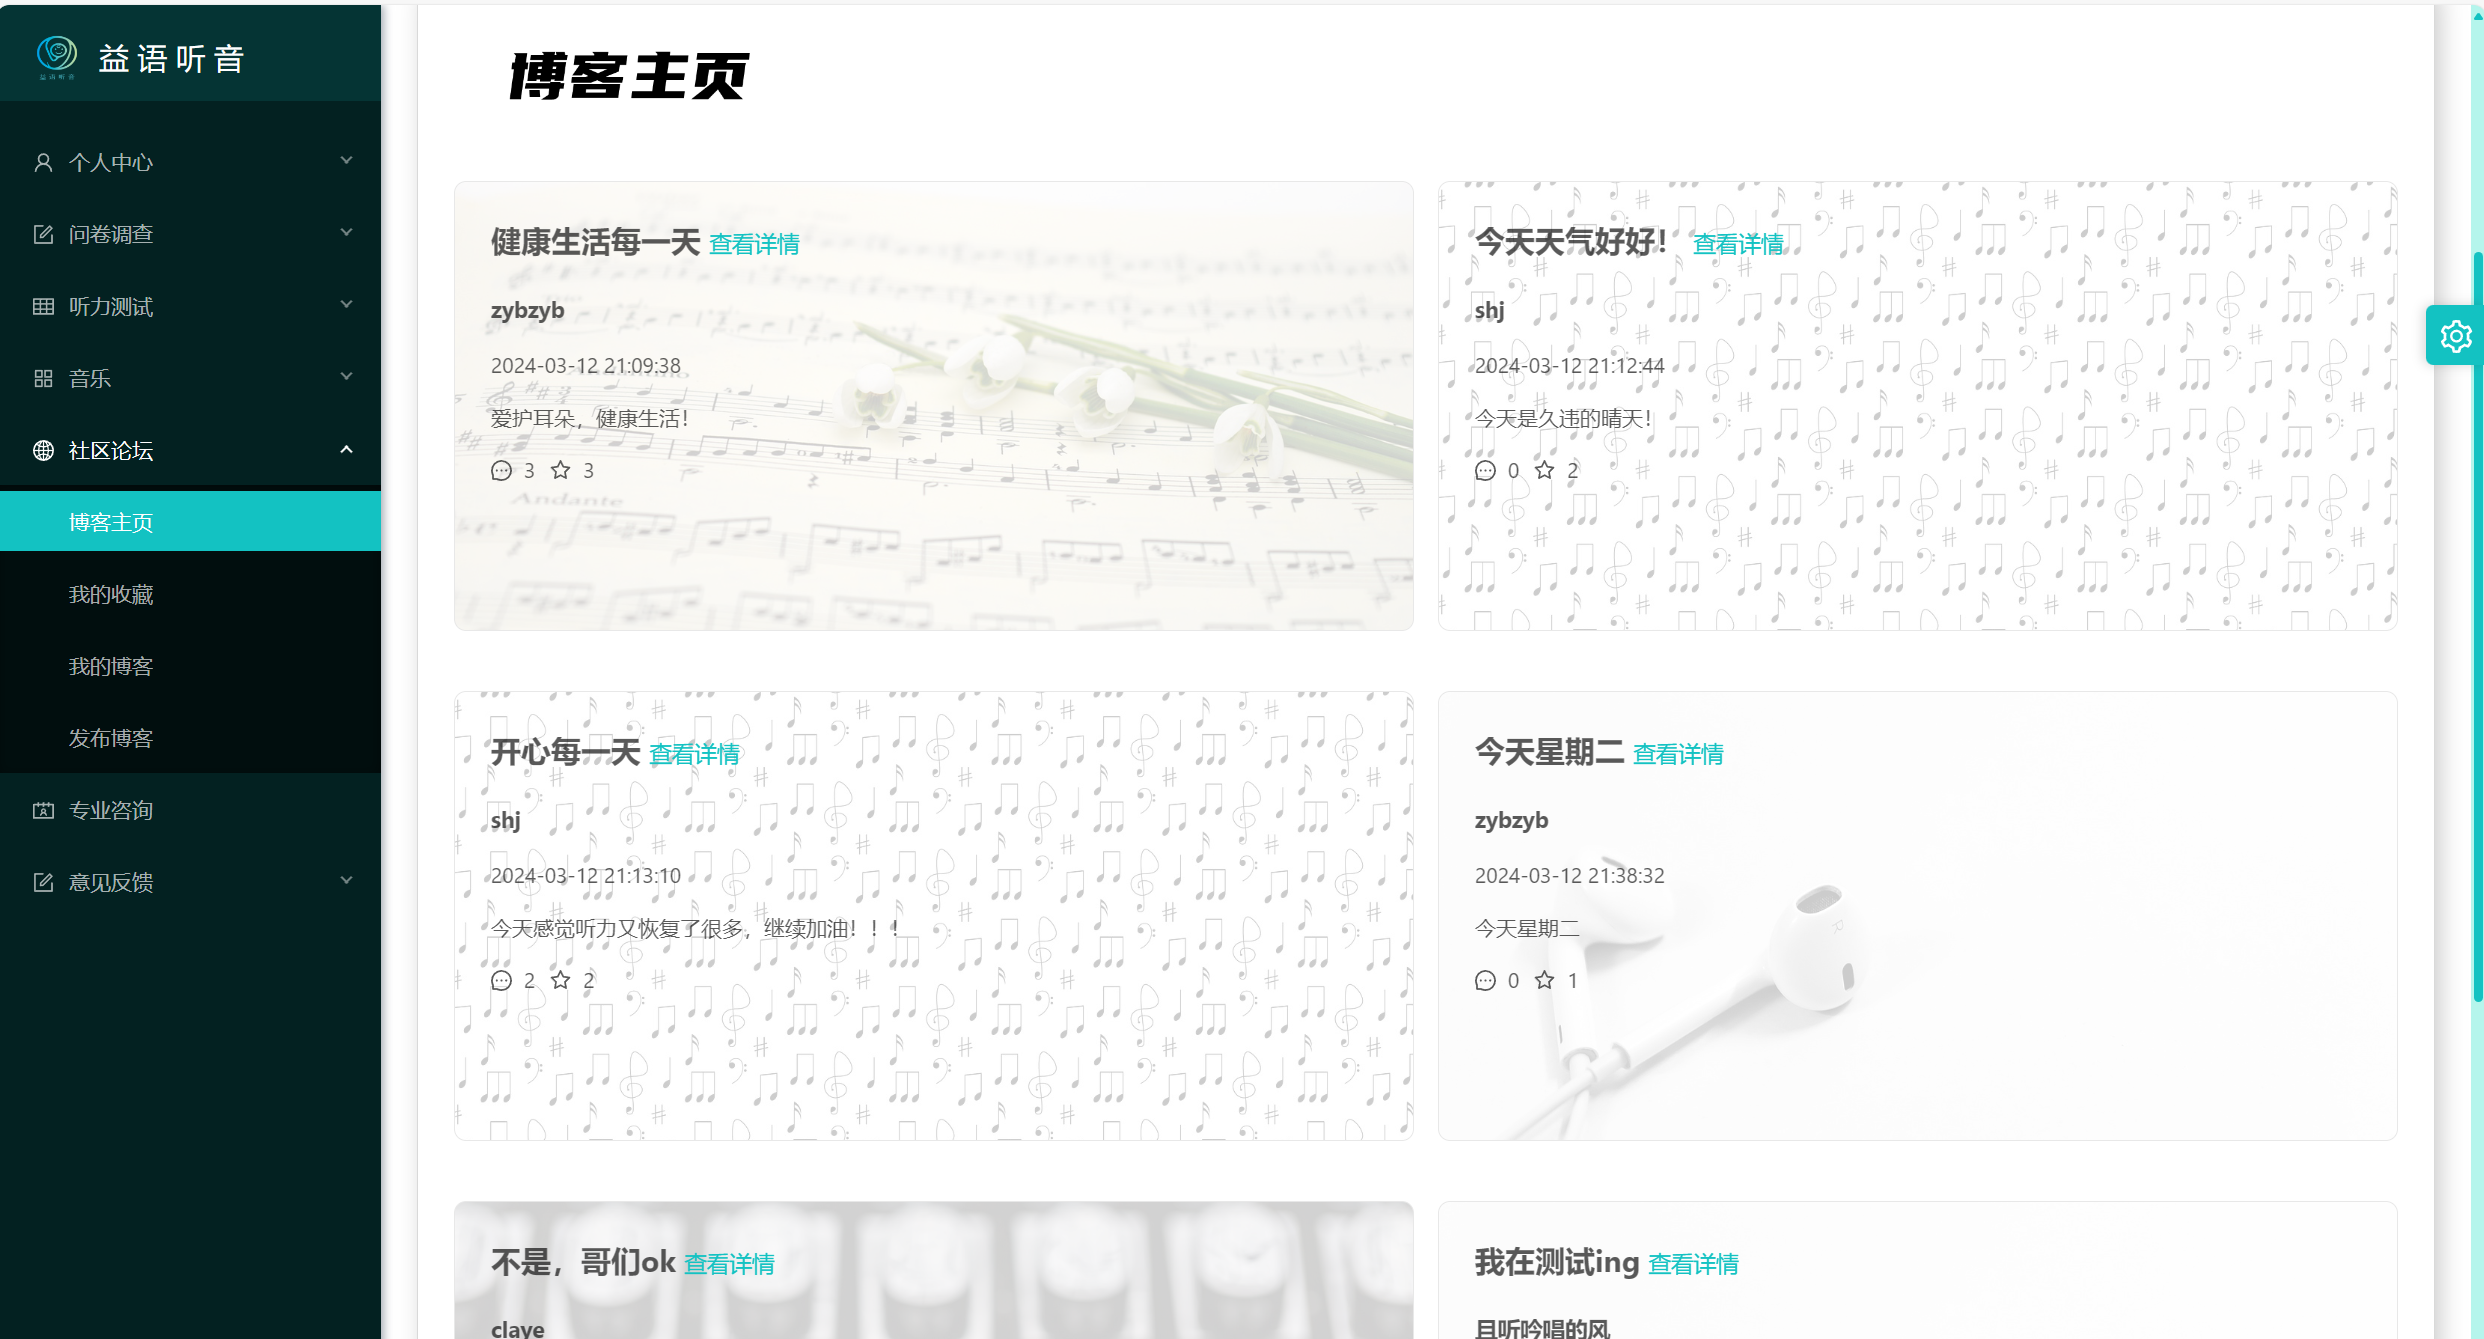 益语听音
个人中心
问卷调查
听力测试
音乐
社区论坛
博客主页
我的收藏
我的博客
发布博客
专业咨询
意见反馈
博客主页
健康生活每一天 查看详情
zybzyb
2024-03-12 21:09:38
爱护耳朵，健康生活！
3 3
今天天气好好！ 查看详情
shj
2024-03-12 21:12:44
今天是久违的晴天！
0 2
开心每一天 查看详情
shj
2024-03-12 21:13:10
今天感觉听力又恢复了很多，继续加油！！！
2 2
今天星期二 查看详情
zybzyb
2024-03-12 21:38:32
今天星期二
0 1
不是，哥们ok 查看详情
claye
我在测试ing 查看详情
且听吟唱的风